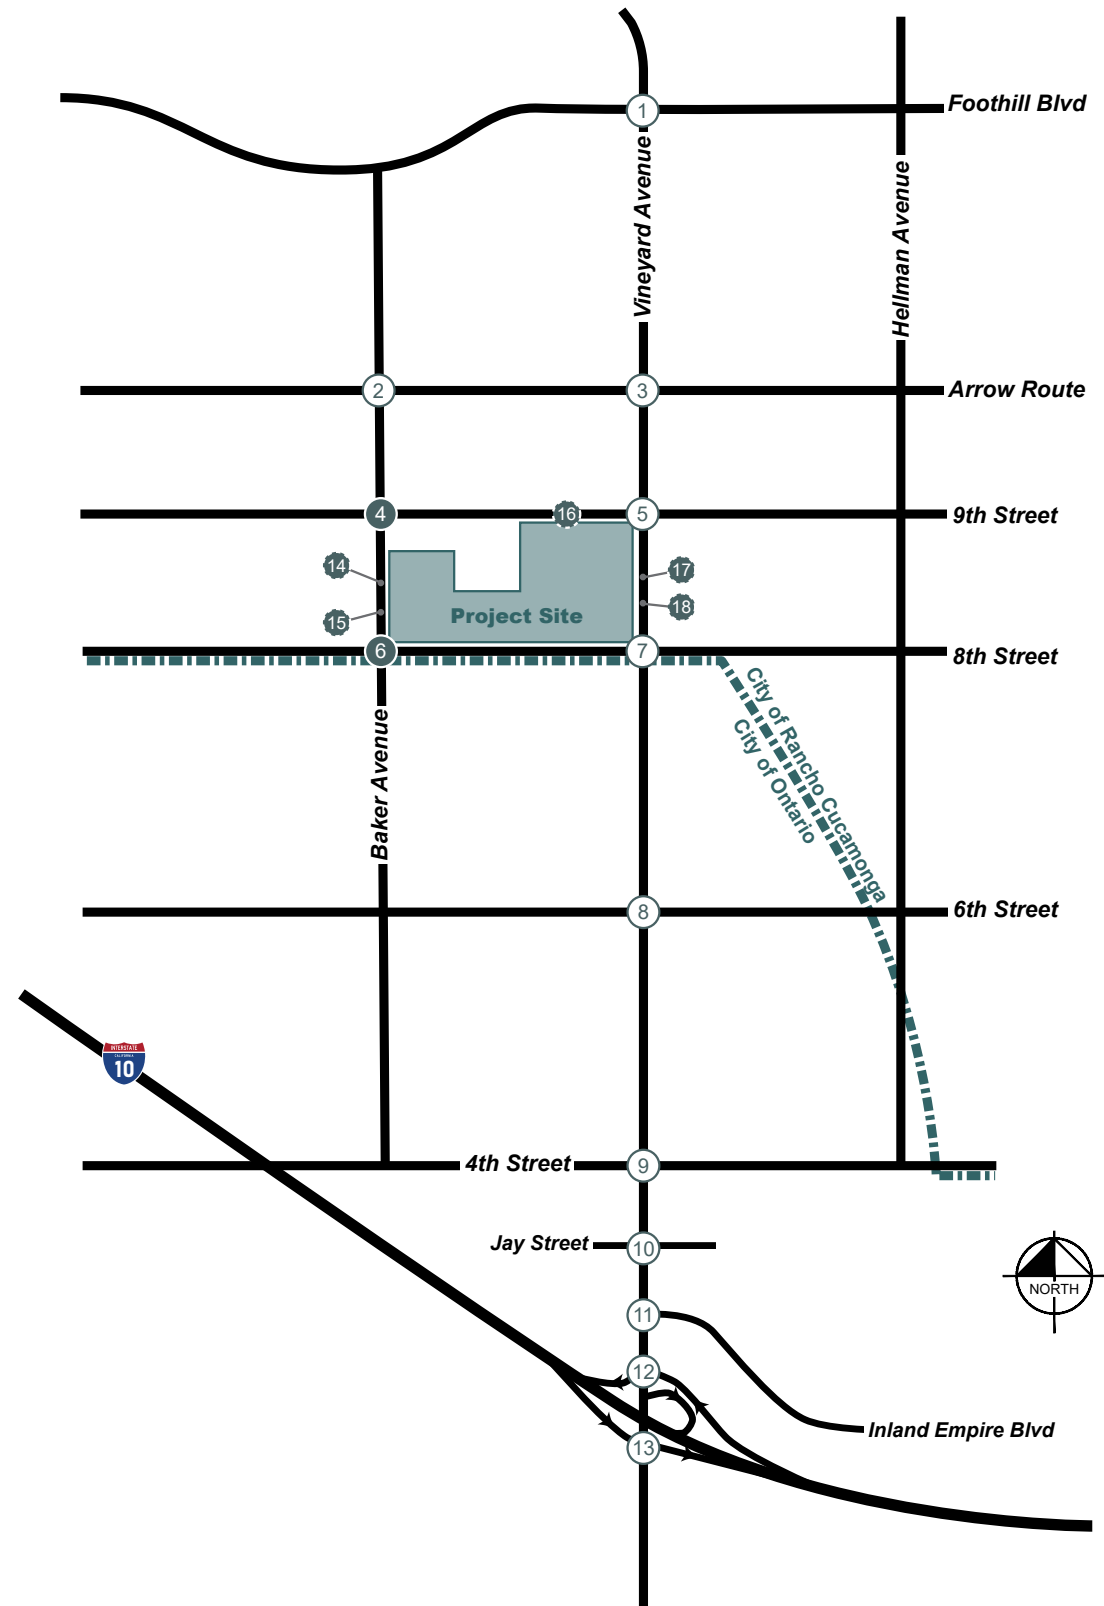 Foothill Blvd
1
Vineyard Avenue
Hellman Avenue
2
3
Arrow Route
4
16
5
9th Street
14
17
15
Project Site
18
6
7
8th Street
City of Rancho Cucamonga
City of Ontario
Baker Avenue
8
6th Street
INTERSTATE
CALIFORNIA
10
4th Street
9
Jay Street
10
NORTH
11
12
Inland Empire Blvd
13